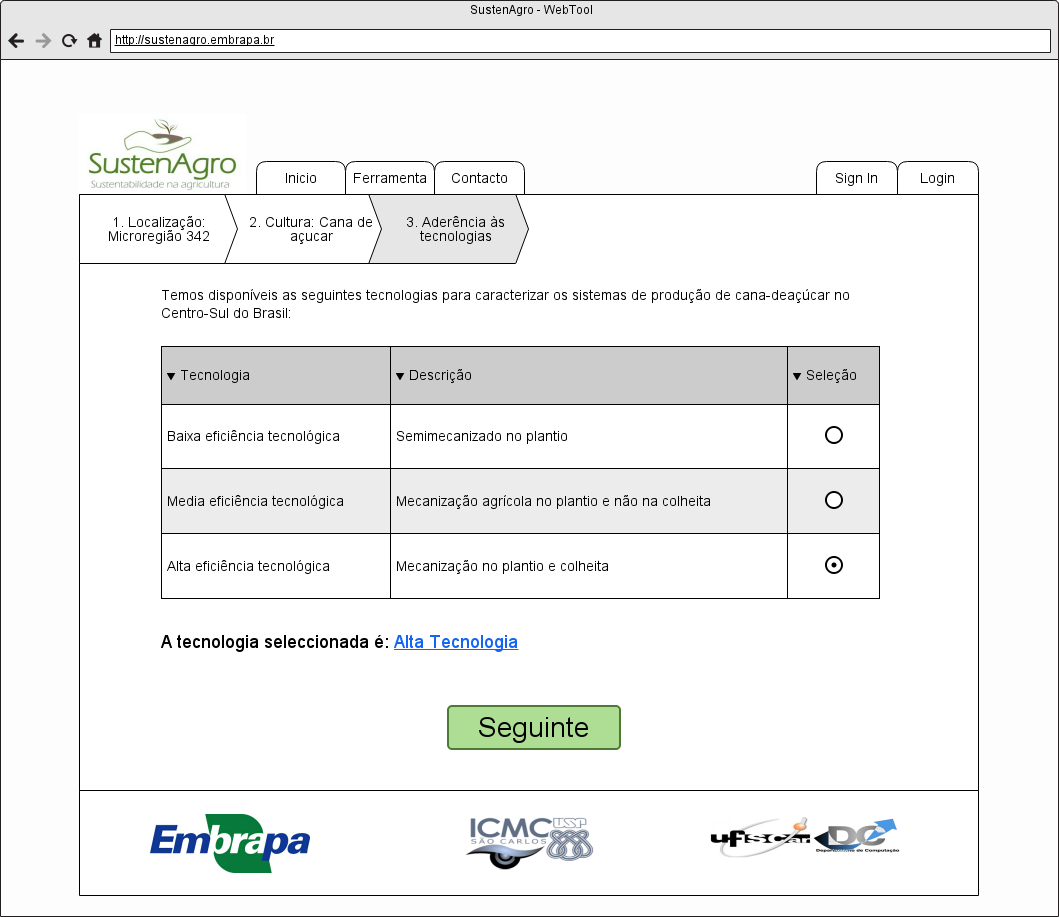 SustenAgro - WebTool
http://sustenagro.embrapa.br
SustenAgro
Sustentabilidade na agricultura
Inicio
Ferramenta
Contacto
Sign In
Login
1. Localização:
Microregião 342
2. Cultura: Cana de
açucar
3. Aderência às
tecnologias
Temos disponíveis as seguintes tecnologias para caracterizar os sistemas de produção de cana-deaçúcar no
Centro-Sul do Brasil:
Tecnologia
Descrição
Seleção
Baixa eficiência tecnológica
Semimecanizado no plantio
Media eficiência tecnológica
Mecanização agrícola no plantio e não na colheita
Alta eficiência tecnológica
Mecanização no plantio e colheita
A tecnologia seleccionada é: Alta Tecnologia
Seguinte
Embrapa
ICMC USP
SÃO CARLOS
ufscar
DC
Departamento de Computação